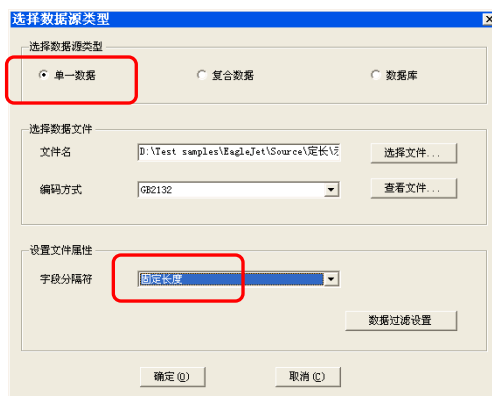 选择数据源类型
选择数据源类型
单一数据 复合数据 数据库
选择数据文件
文件名 D:\Test samples\EagleJet\Source\定长\ 选择文件...
编码方式 GB2132 查看文件...
设置文件属性
字段分隔符 固定长度
数据过滤设置
确定(O) 取消(C)